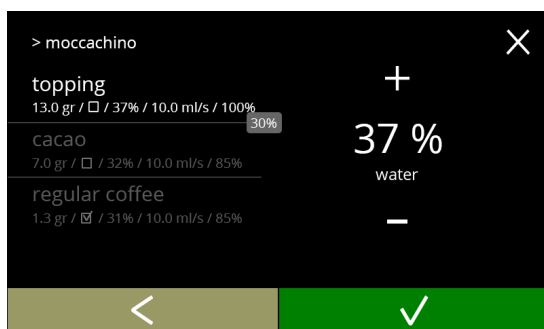 > moccachino
topping
13.0 gr / ☐ / 37% / 10.0 ml/s / 100%
30%
cacao
7.0 gr / ☐ / 32% / 10.0 ml/s / 85%
regular coffee
1.3 gr / ☑ / 31% / 10.0 ml/s / 85%
+
37 %
water
–